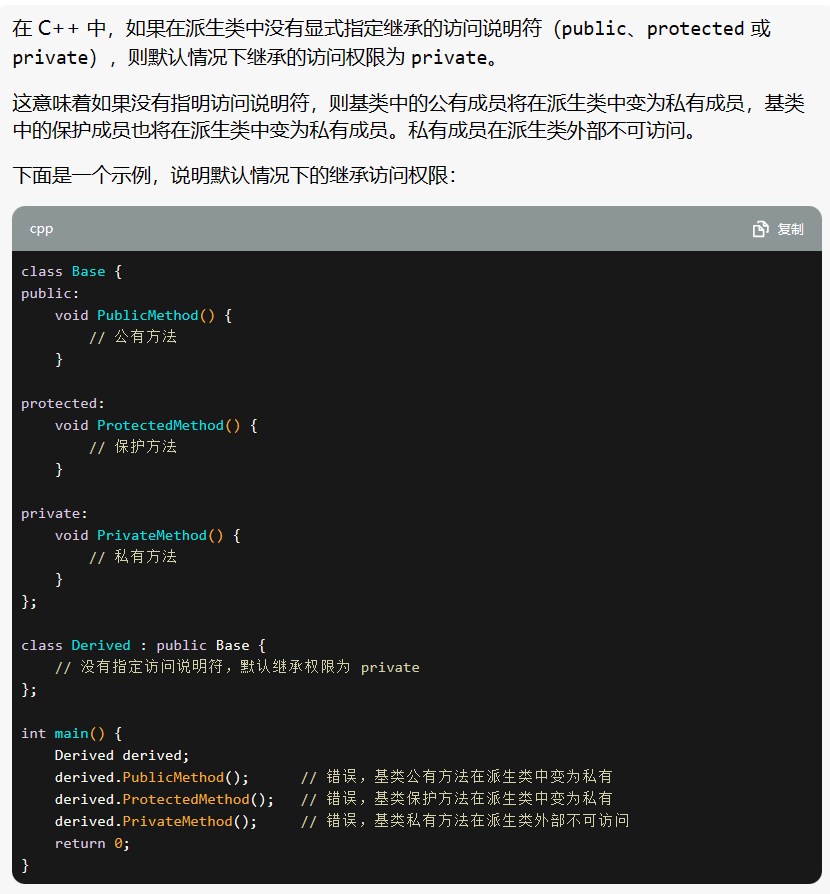 在 C++ 中，如果在派生类中没有显式指定继承的访问说明符（public、protected 或
private），则默认情况下继承的访问权限为 private。
这意味着如果没有指明访问说明符，则基类中的公有成员将在派生类中变为私有成员，基类
中的保护成员也将在派生类中变为私有成员。私有成员在派生类外部不可访问。
下面是一个示例，说明默认情况下的继承访问权限：
cpp 复制
class Base {
public:
    void PublicMethod() {
        // 公有方法
    }
protected:
    void ProtectedMethod() {
        // 保护方法
    }
private:
    void PrivateMethod() {
        // 私有方法
    }
};
class Derived : public Base {
    // 没有指定访问说明符，默认继承权限为 private
};
int main() {
    Derived derived;
    derived.PublicMethod();      // 错误，基类公有方法在派生类中变为私有
    derived.ProtectedMethod();   // 错误，基类保护方法在派生类中变为私有
    derived.PrivateMethod();     // 错误，基类私有方法在派生类外部不可访问
    return 0;
}